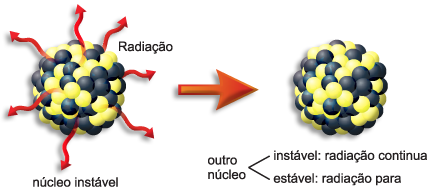 Radiação
núcleo instável
outro
núcleo
instável: radiação continua
estável: radiação para